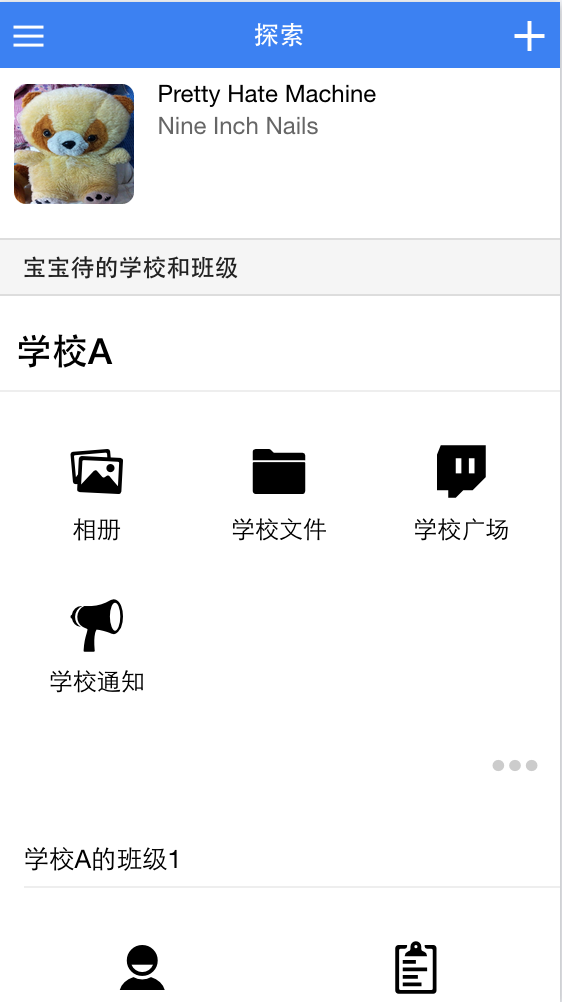 探索
Pretty Hate Machine
Nine Inch Nails
宝宝待的学校和班级
学校A
相册
学校文件
学校广场
学校通知
学校A的班级1